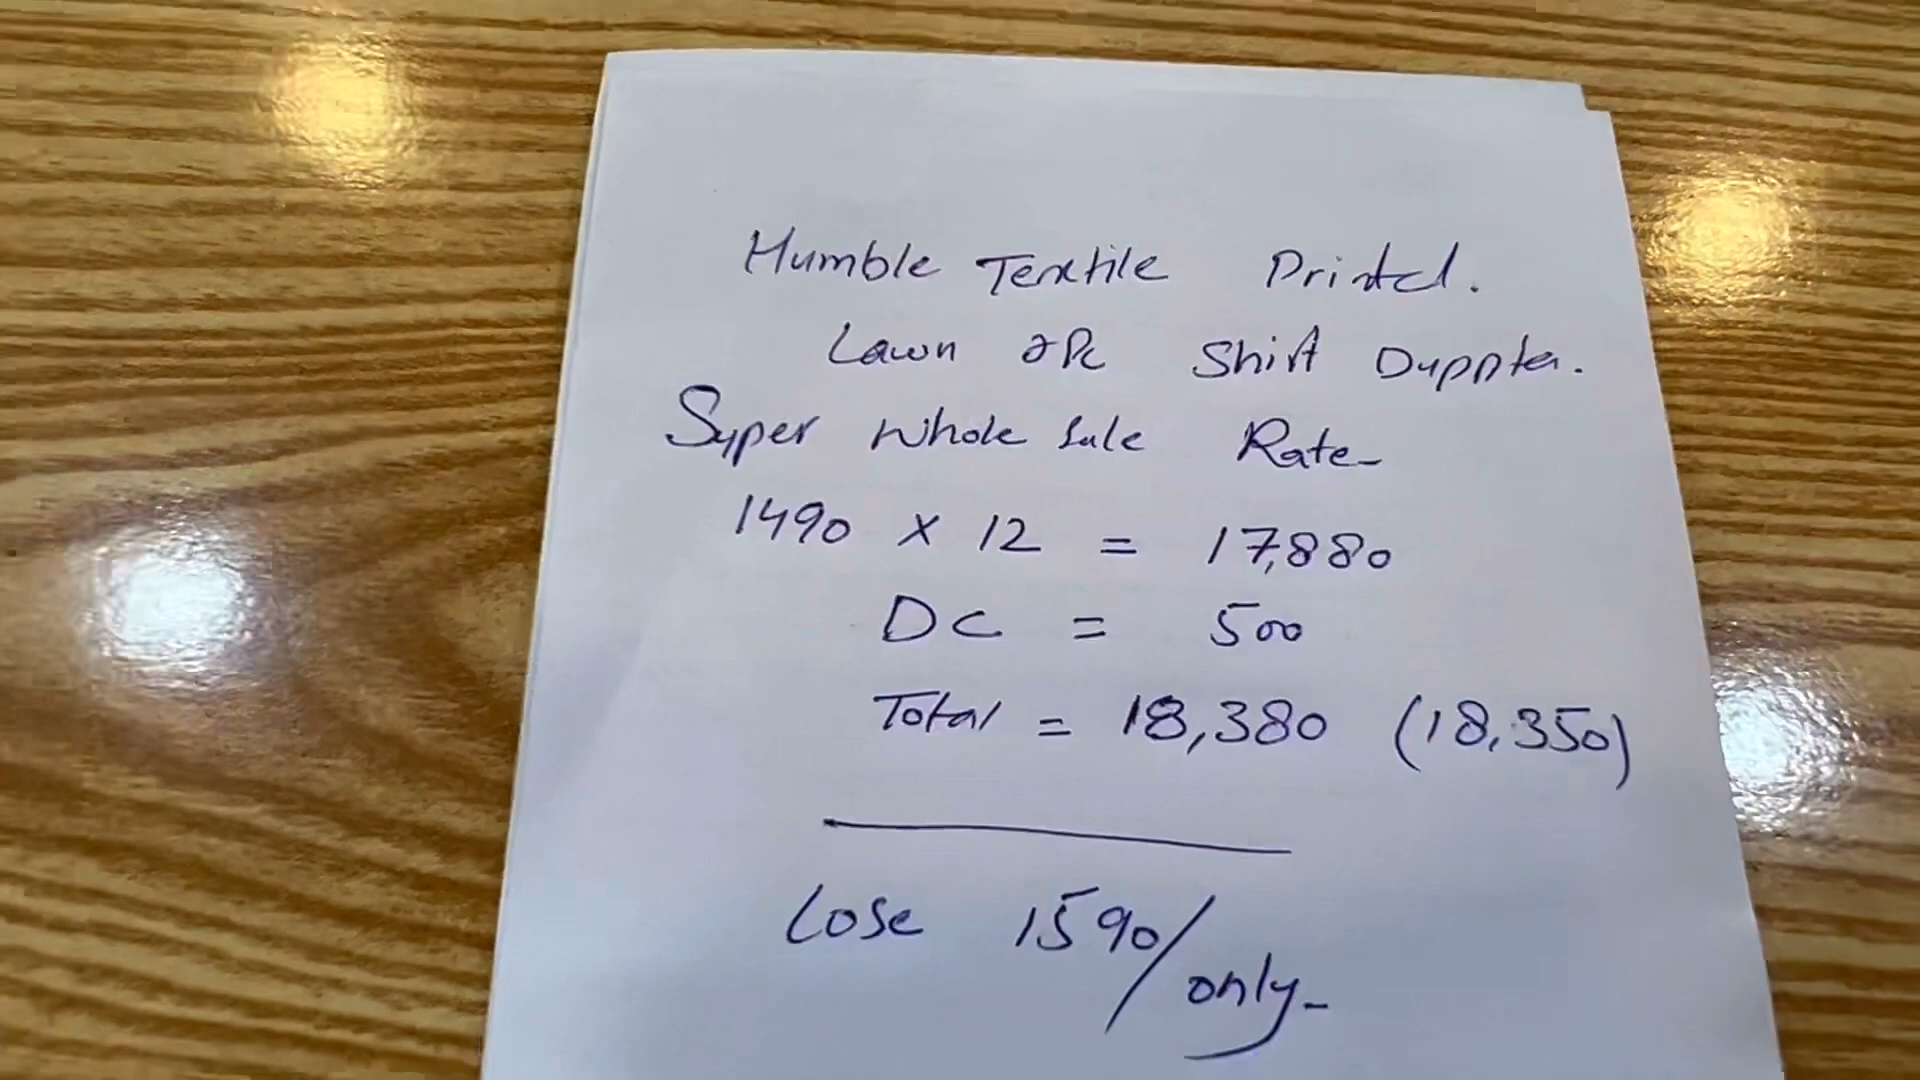 Humble Textile Printed.
Lawn 2Pc Shirt Duppta.
Super Whole Sale Rate-
1490 x 12 = 17,880
DC = 500
Total = 18,380 (18,350)
Lose 1590/ only-